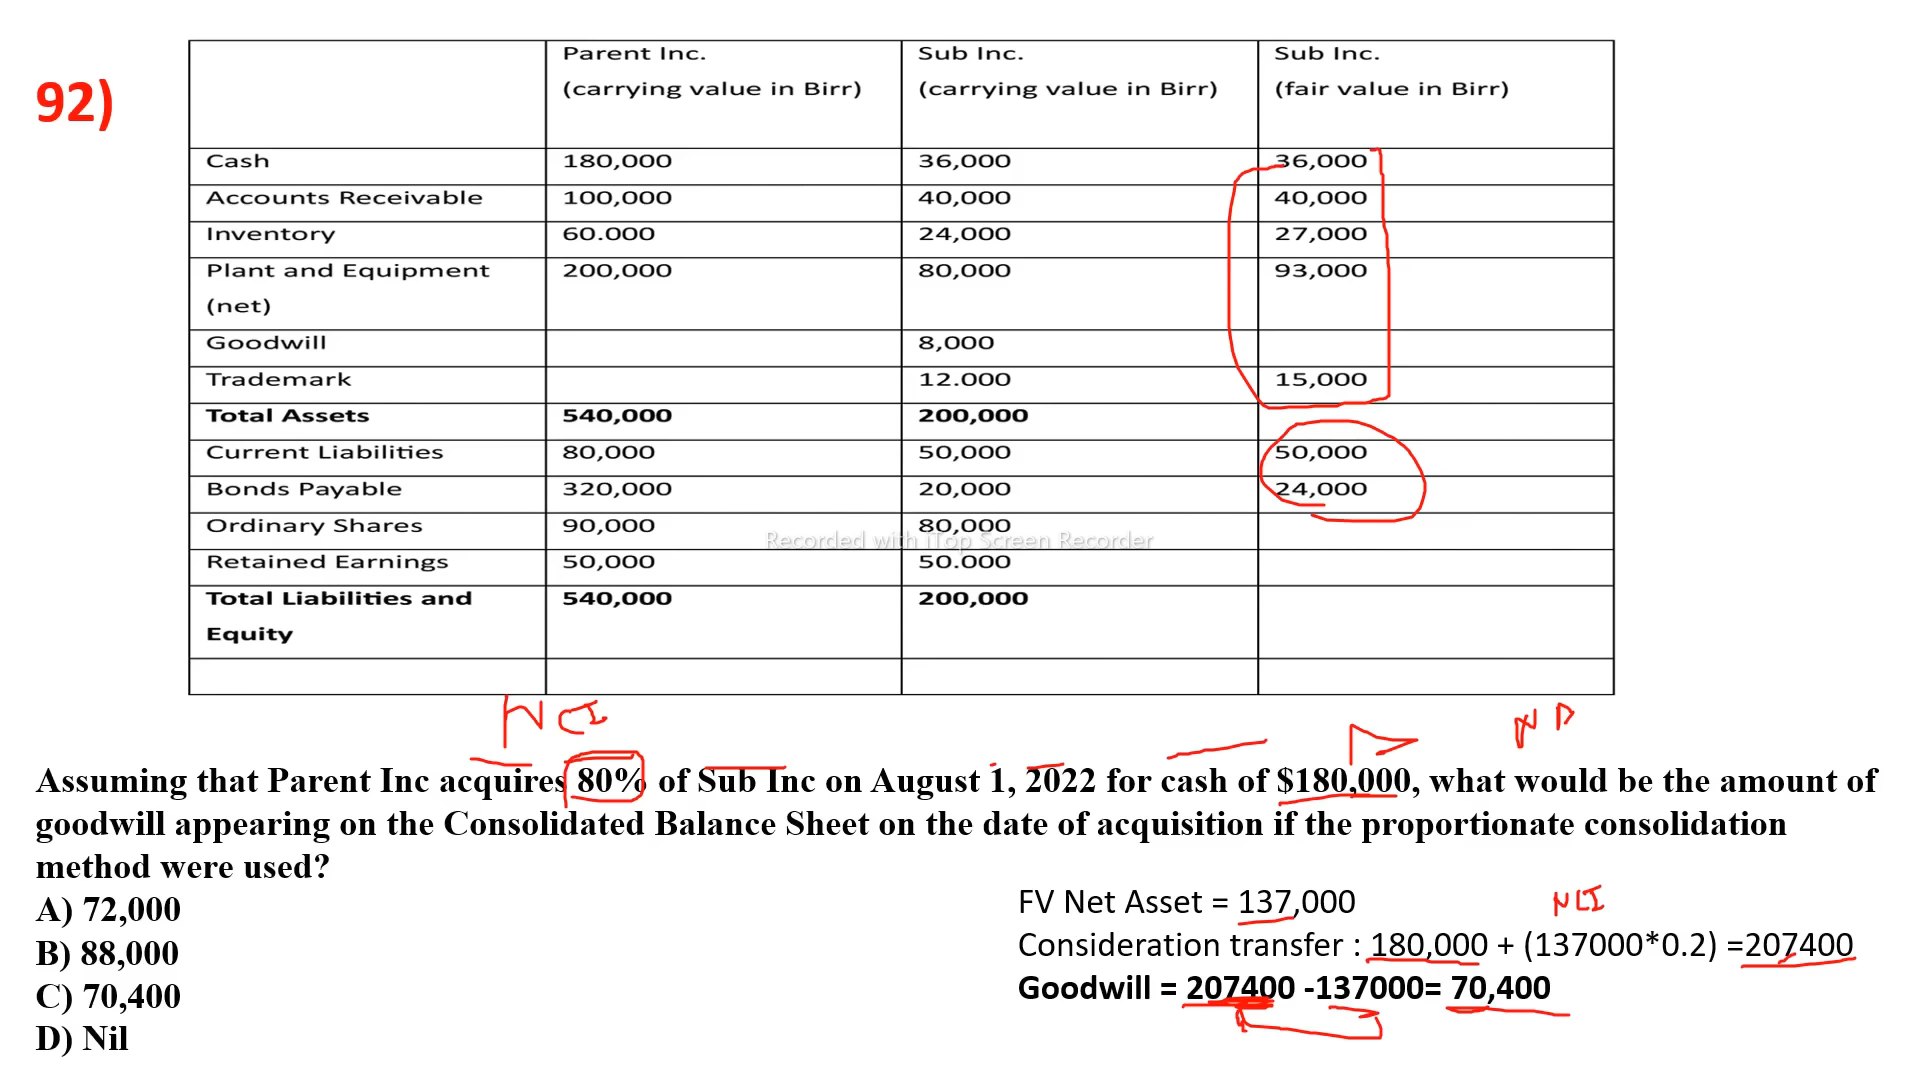 92)
Parent Inc. Sub Inc. Sub Inc.
(carrying value in Birr) (carrying value in Birr) (fair value in Birr)
Cash 180,000 36,000 36,000
Accounts Receivable 100,000 40,000 40,000
Inventory 60.000 24,000 27,000
Plant and Equipment 200,000 80,000 93,000
(net)
Goodwill 8,000
Trademark 12.000 15,000
Total Assets 540,000 200,000
Current Liabilities 80,000 50,000 50,000
Bonds Payable 320,000 20,000 24,000
Ordinary Shares 90,000 80,000
Recorded with iTop Screen Recorder
Retained Earnings 50,000 50.000
Total Liabilities and 540,000 200,000
Equity
NCI
Assuming that Parent Inc acquires 80% of Sub Inc on August 1, 2022 for cash of $180,000, what would be the amount of
goodwill appearing on the Consolidated Balance Sheet on the date of acquisition if the proportionate consolidation
method were used?
A) 72,000
B) 88,000
C) 70,400
D) Nil
FV Net Asset = 137,000 NCI
Consideration transfer : 180,000 + (137000*0.2) =207400
Goodwill = 207400 -137000= 70,400